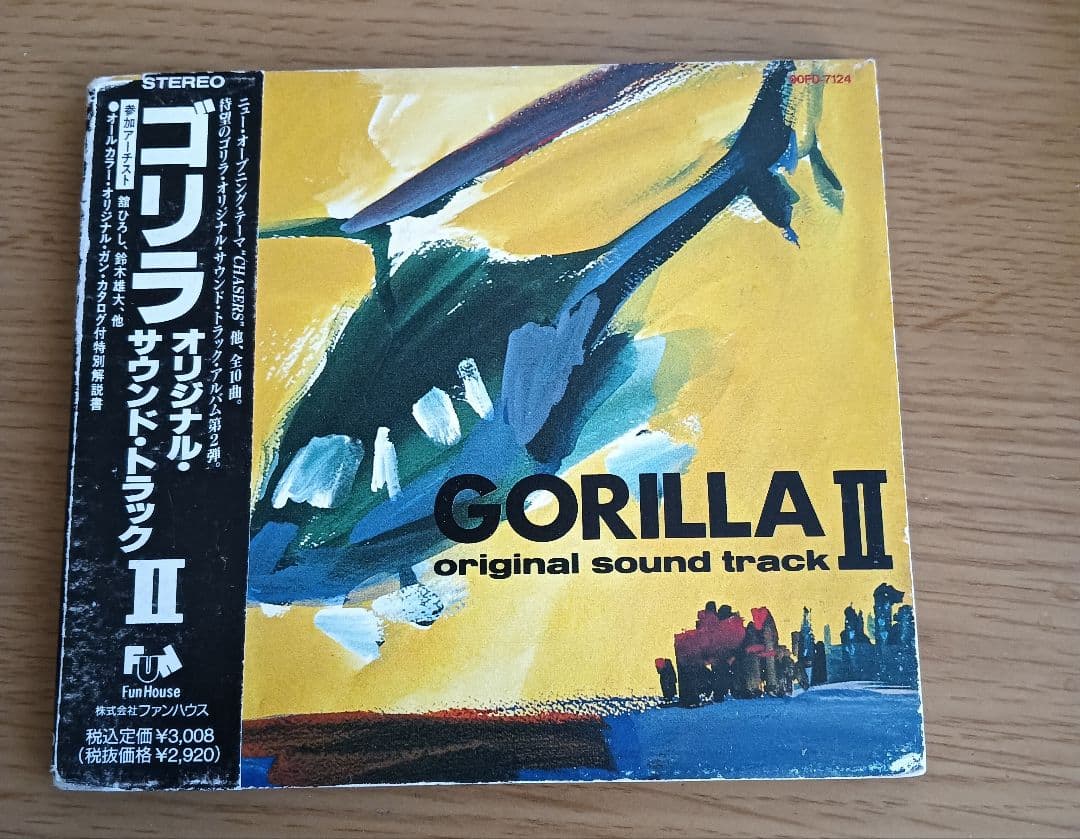 STEREO
ニュー・オープニング・テーマ“CHASERS”他、全10曲。
待望のゴリラ・オリジナル・サウンド・トラック・アルバム第2弾。
ゴリラ
オリジナル・
サウンド・トラック
II
参加アーチスト
舘ひろし、鈴木雄大、他
●オールカラー・オリジナル・ガン・カタログ付特別解説書
FUN
Fun House
株式会社ファンハウス
税込定価¥3,008
(税抜価格¥2,920)
GORILLA II
original sound track